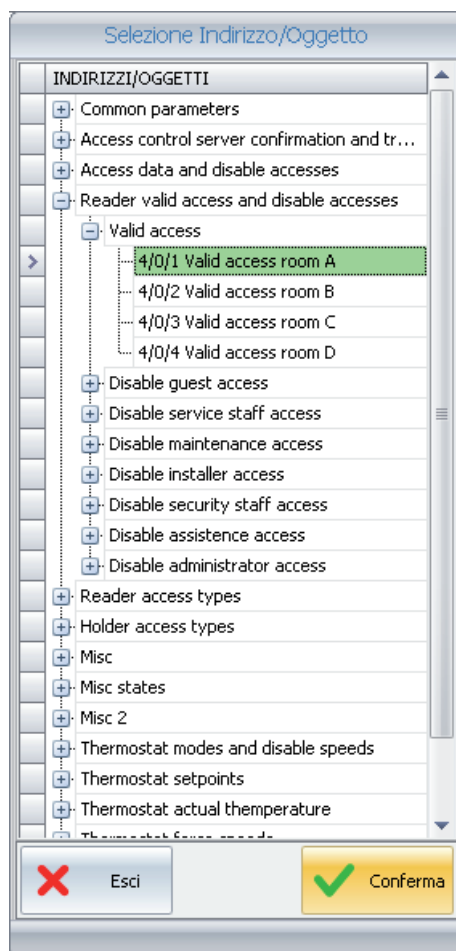 Selezione Indirizzo/Oggetto
INDIRIZZI/OGGETTI
Common parameters
Access control server confirmation and tr...
Access data and disable accesses
Reader valid access and disable accesses
Valid access
4/0/1 Valid access room A
4/0/2 Valid access room B
4/0/3 Valid access room C
4/0/4 Valid access room D
Disable guest access
Disable service staff access
Disable maintenance access
Disable installer access
Disable security staff access
Disable assistence access
Disable administrator access
Reader access types
Holder access types
Misc
Misc states
Misc 2
Thermostat modes and disable speeds
Thermostat setpoints
Thermostat actual themperature
Thermostat force speeds
Esci
Conferma